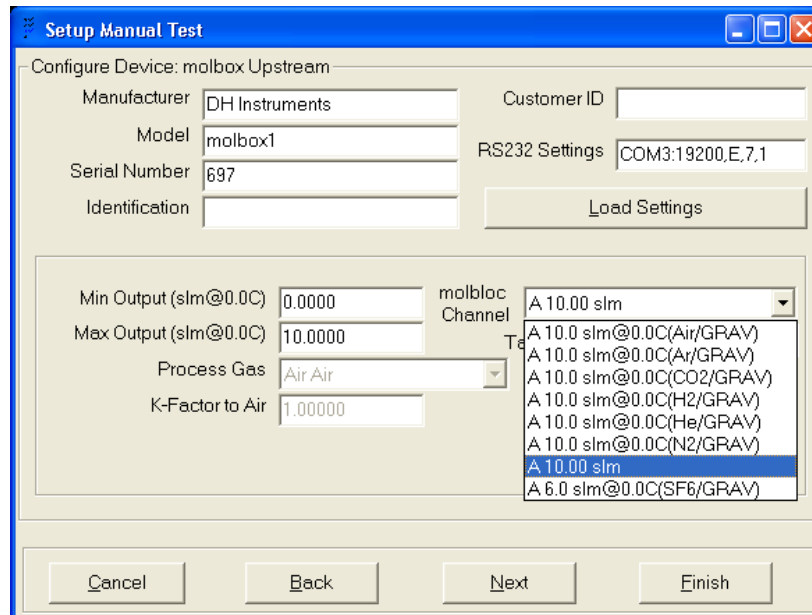 Setup Manual Test
Configure Device: molbox Upstream
Manufacturer DH Instruments
Customer ID
Model molbox1
RS232 Settings COM3:19200,E,7,1
Serial Number 697
Identification
Load Settings
Min Output (slm@0.0C) 0.0000
molbloc Channel A 10.00 slm
Max Output (slm@0.0C) 10.0000
Process Gas Air Air
K-Factor to Air 1.00000
A 10.0 slm@0.0C(Air/GRAV)
A 10.0 slm@0.0C(Ar/GRAV)
A 10.0 slm@0.0C(CO2/GRAV)
A 10.0 slm@0.0C(H2/GRAV)
A 10.0 slm@0.0C(He/GRAV)
A 10.0 slm@0.0C(N2/GRAV)
A 10.00 slm
A 6.0 slm@0.0C(SF6/GRAV)
Cancel
Back
Next
Finish